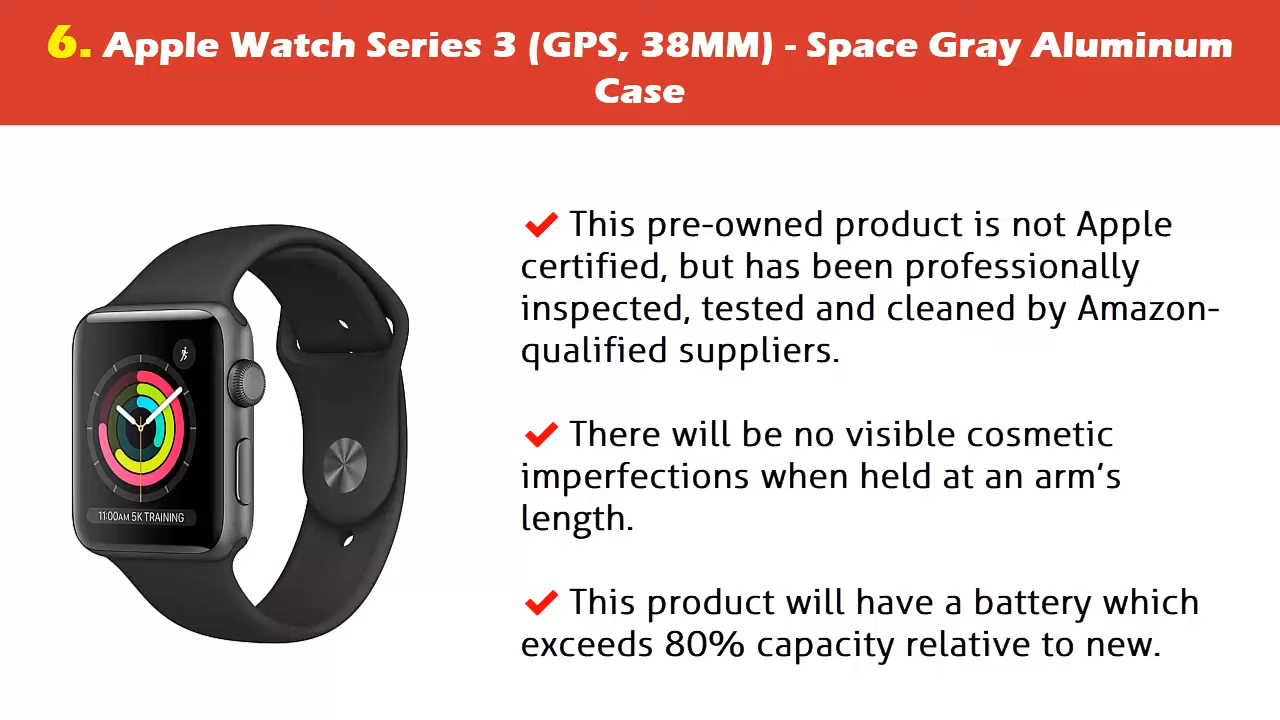 6. Apple Watch Series 3 (GPS, 38MM) - Space Gray Aluminum
Case
✔ This pre-owned product is not Apple
certified, but has been professionally
inspected, tested and cleaned by Amazon-
qualified suppliers.
✔ There will be no visible cosmetic
imperfections when held at an arm’s
length.
✔ This product will have a battery which
exceeds 80% capacity relative to new.
11:00AM 5K TRAINING